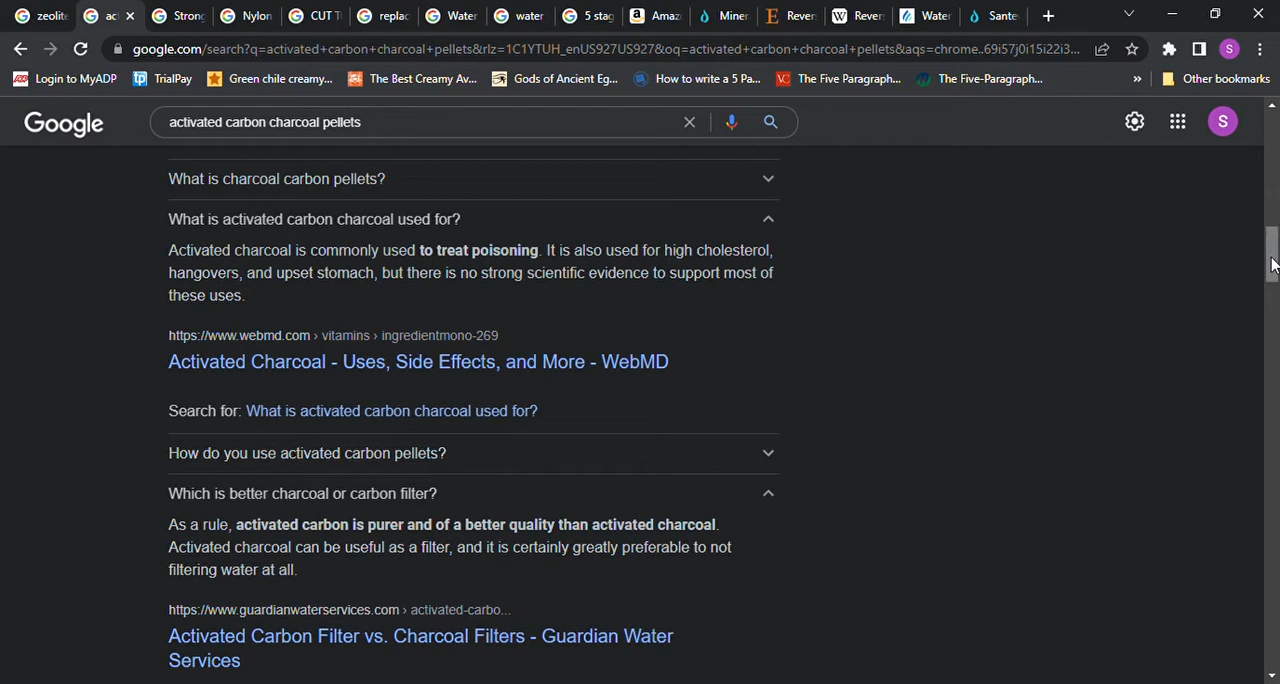 zeolite
ac
Strong
Nylon
CUT T
replac
Water
water
5 stag
Amaz
Miner
Rever
Rever
Water
Sante
google.com/search?q=activated+carbon+charcoal+pellets&rlz=1C1YTUH_enUS927US927&oq=activated+carbon+charcoal+pellets&aqs=chrome..69i57j0i15i22i3...
S
Login to MyADP
TrialPay
Green chile creamy...
The Best Creamy Av...
Gods of Ancient Eg...
How to write a 5 Pa...
The Five Paragraph...
The Five-Paragraph...
»
Other bookmarks
Google
activated carbon charcoal pellets
S
What is charcoal carbon pellets?
What is activated carbon charcoal used for?
Activated charcoal is commonly used to treat poisoning. It is also used for high cholesterol,
hangovers, and upset stomach, but there is no strong scientific evidence to support most of
these uses.
https://www.webmd.com › vitamins › ingredientmono-269
Activated Charcoal - Uses, Side Effects, and More - WebMD
Search for: What is activated carbon charcoal used for?
How do you use activated carbon pellets?
Which is better charcoal or carbon filter?
As a rule, activated carbon is purer and of a better quality than activated charcoal.
Activated charcoal can be useful as a filter, and it is certainly greatly preferable to not
filtering water at all.
https://www.guardianwaterservices.com › activated-carbo...
Activated Carbon Filter vs. Charcoal Filters - Guardian Water
Services